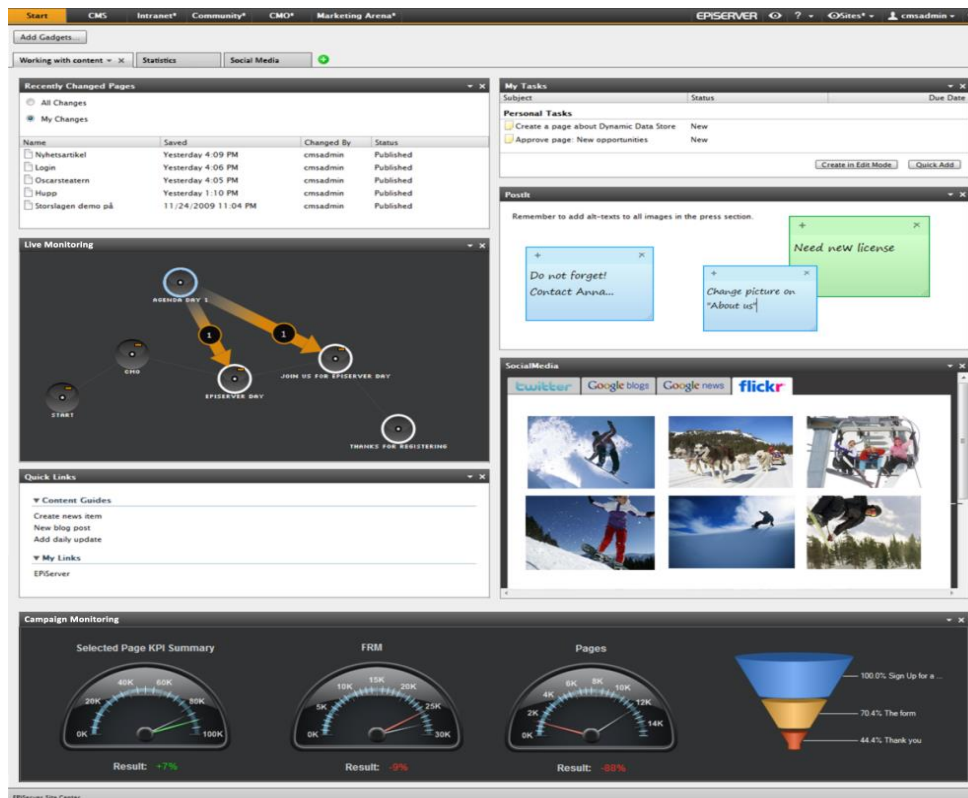 Start CMS Intranet* Community* CMO* Marketing Arena* EPiSERVER ? Sites* cmsadmin
Add Gadgets...
Working with content Statistics Social Media
Recently Changed Pages
All Changes
My Changes
Name Saved Changed By Status
Nyhetsartikel Yesterday 4:09 PM cmsadmin Published
Login Yesterday 4:06 PM cmsadmin Published
Oscarsteatern Yesterday 4:05 PM cmsadmin Published
Hupp Yesterday 1:10 PM cmsadmin Published
Storslagen demo på 11/24/2009 11:04 PM cmsadmin Published
My Tasks
Subject Status Due Date
Personal Tasks
Create a page about Dynamic Data Store New
Approve page: New opportunities New
Create in Edit Mode Quick Add
PostIt
Remember to add alt-texts to all images in the press section.
Do not forget!
Contact Anna...
Change picture on
"About us"
Need new license
Live Monitoring
AGENDA DAY 1
1
1
CMO
JOIN US FOR EPISERVER DAY
EPISERVER DAY
START
THANKS FOR REGISTERING
SocialMedia
twitter Google blogs Google news flickr
Quick Links
Content Guides
Create news item
New blog post
Add daily update
My Links
EPiServer
Campaign Monitoring
Selected Page KPI Summary
0K 20K 40K 60K 80K 100K
Result: +7%
FRM
0K 5K 10K 15K 20K 25K 30K
Result: -9%
Pages
0K 2K 4K 6K 8K 10K 12K 14K
Result: -80%
100.0% Sign Up for a ...
70.4% The form
44.4% Thank you
EPiServer Site Center